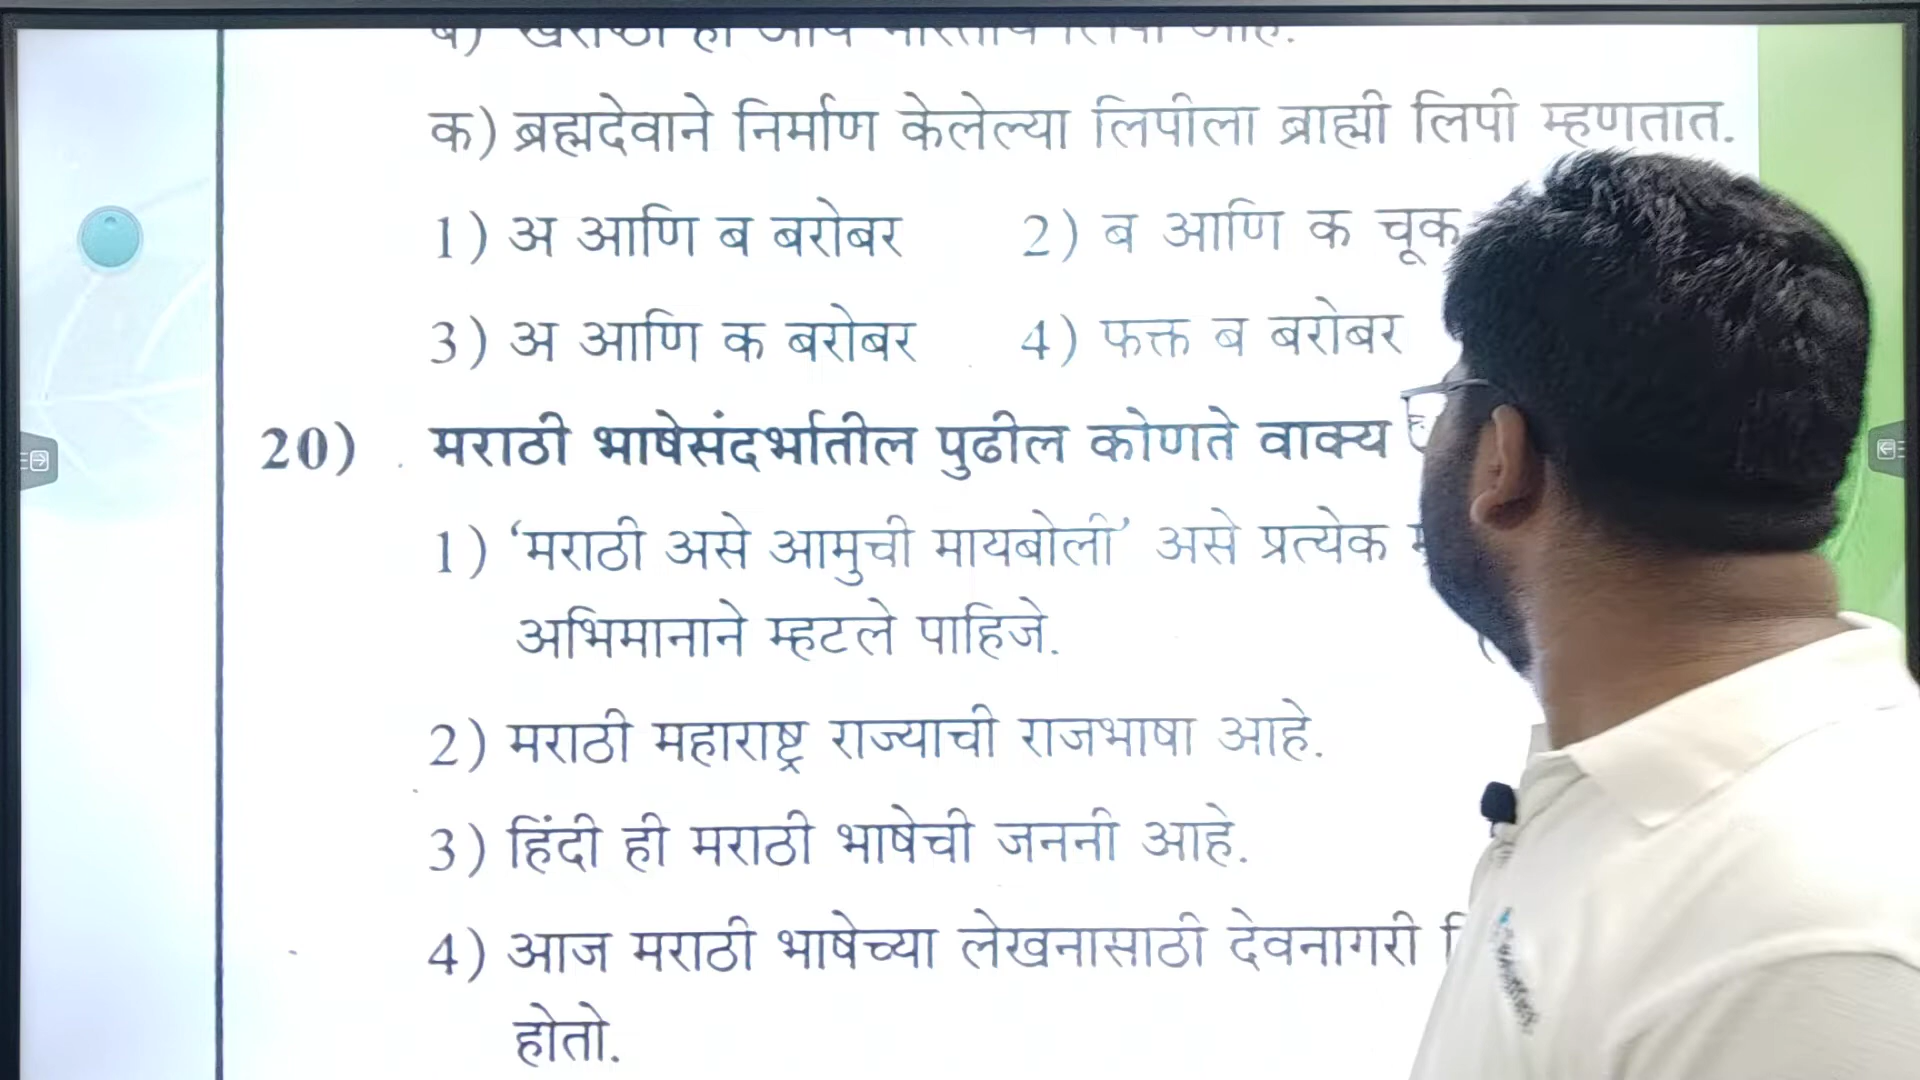 क) ब्रह्मदेवाने निर्माण केलेल्या लिपीला ब्राह्मी लिपी म्हणतात.
1) अ आणि ब बरोबर 2) ब आणि क चूक
3) अ आणि क बरोबर 4) फक्त ब बरोबर
20) मराठी भाषेसंदर्भातील पुढील कोणते वाक्य
1) ‘मराठी असे आमुची मायबोली’ असे प्रत्येक
अभिमानाने म्हटले पाहिजे.
2) मराठी महाराष्ट्र राज्याची राजभाषा आहे.
3) हिंदी ही मराठी भाषेची जननी आहे.
4) आज मराठी भाषेच्या लेखनासाठी देवनागरी
होतो.